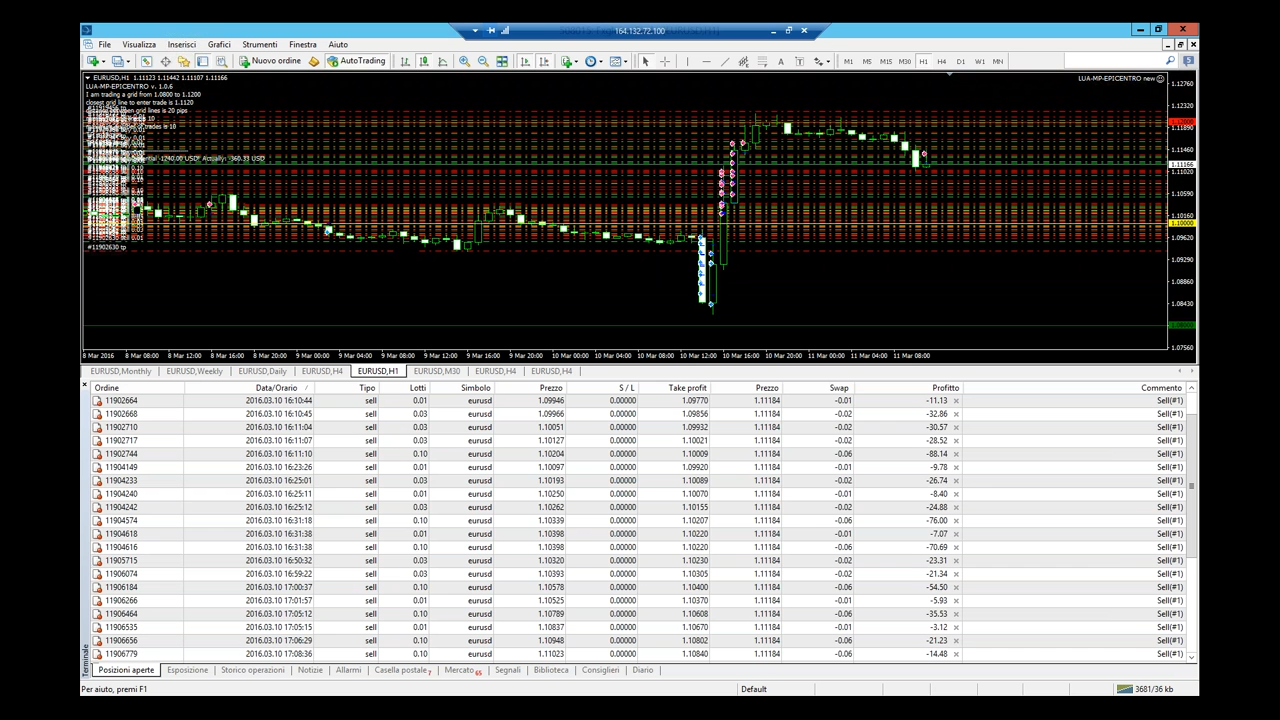 164.132.72.100
File Visualizza Inserisci Grafici Strumenti Finestra Aiuto
Nuovo ordine AutoTrading M1 M5 M15 M30 H1 H4 D1 W1 MN
EURUSD,H1 1.11123 1.11442 1.11107 1.11166
LUA-MP-EPICENTRO new
LUA-MP-EPICENTRO v. 1.0.6
I am trading a grid from 1.0800 to 1.1200
closest grid line to enter trade is 1.1120
grid lines is 20 pips
trades is 10
-1240.00 USD! Actually: -360.33 USD
#11902630 tp
1.12760
1.12320
1.11890
1.11460
1.11166
1.11020
1.10590
1.10160
1.10000
1.09620
1.09290
1.08860
1.08430
1.07560
8 Mar 2016 8 Mar 08:00 8 Mar 12:00 8 Mar 16:00 8 Mar 20:00 9 Mar 00:00 9 Mar 04:00 9 Mar 08:00 9 Mar 12:00 9 Mar 16:00 9 Mar 20:00 10 Mar 00:00 10 Mar 04:00 10 Mar 08:00 10 Mar 12:00 10 Mar 16:00 10 Mar 20:00 11 Mar 00:00 11 Mar 04:00 11 Mar 08:00
EURUSD,Monthly EURUSD,Weekly EURUSD,Daily EURUSD,H4 EURUSD,H1 EURUSD,M30 EURUSD,H4 EURUSD,H4
Ordine Data/Orario / Tipo Lotti Simbolo Prezzo S / L Take profit Prezzo Swap Profitto Commento
11902664 2016.03.10 16:10:44 sell 0.01 eurusd 1.09946 0.00000 1.09770 1.11184 -0.01 -11.13 Sell(#1)
11902668 2016.03.10 16:10:45 sell 0.03 eurusd 1.09966 0.00000 1.09856 1.11184 -0.02 -32.86 Sell(#1)
11902710 2016.03.10 16:11:04 sell 0.03 eurusd 1.10051 0.00000 1.09932 1.11184 -0.02 -30.57 Sell(#1)
11902717 2016.03.10 16:11:07 sell 0.03 eurusd 1.10127 0.00000 1.10021 1.11184 -0.02 -28.52 Sell(#1)
11902744 2016.03.10 16:11:10 sell 0.10 eurusd 1.10204 0.00000 1.10009 1.11184 -0.06 -88.14 Sell(#1)
11904149 2016.03.10 16:23:26 sell 0.01 eurusd 1.10097 0.00000 1.09920 1.11184 -0.01 -9.78 Sell(#1)
11904233 2016.03.10 16:25:01 sell 0.03 eurusd 1.10193 0.00000 1.10089 1.11184 -0.02 -26.74 Sell(#1)
11904240 2016.03.10 16:25:11 sell 0.01 eurusd 1.10250 0.00000 1.10070 1.11184 -0.01 -8.40 Sell(#1)
11904242 2016.03.10 16:25:12 sell 0.03 eurusd 1.10262 0.00000 1.10155 1.11184 -0.02 -24.88 Sell(#1)
11904574 2016.03.10 16:31:18 sell 0.10 eurusd 1.10339 0.00000 1.10207 1.11184 -0.06 -76.00 Sell(#1)
11904618 2016.03.10 16:31:38 sell 0.01 eurusd 1.10398 0.00000 1.10220 1.11184 -0.01 -7.07 Sell(#1)
11904616 2016.03.10 16:31:38 sell 0.10 eurusd 1.10398 0.00000 1.10220 1.11184 -0.06 -70.69 Sell(#1)
11905715 2016.03.10 16:50:32 sell 0.03 eurusd 1.10320 0.00000 1.10230 1.11184 -0.02 -23.31 Sell(#1)
11906074 2016.03.10 16:59:22 sell 0.03 eurusd 1.10393 0.00000 1.10305 1.11184 -0.02 -21.34 Sell(#1)
11906184 2016.03.10 17:00:37 sell 0.10 eurusd 1.10578 0.00000 1.10400 1.11184 -0.06 -54.50 Sell(#1)
11906266 2016.03.10 17:01:57 sell 0.01 eurusd 1.10525 0.00000 1.10370 1.11184 -0.01 -5.93 Sell(#1)
11906464 2016.03.10 17:05:12 sell 0.10 eurusd 1.10789 0.00000 1.10608 1.11184 -0.06 -35.53 Sell(#1)
11906535 2016.03.10 17:05:15 sell 0.01 eurusd 1.10837 0.00000 1.10670 1.11184 -0.01 -3.12 Sell(#1)
11906656 2016.03.10 17:06:29 sell 0.10 eurusd 1.10948 0.00000 1.10802 1.11184 -0.06 -21.23 Sell(#1)
11906779 2016.03.10 17:08:36 sell 0.10 eurusd 1.11023 0.00000 1.10840 1.11184 -0.06 -14.48 Sell(#1)
Terminale
Posizioni aperte Esposizione Storico operazioni Notizie Allarmi Casella postale 7 Mercato 65 Segnali Biblioteca Consiglieri Diario
Per aiuto, premi F1 Default 3681/36 kb